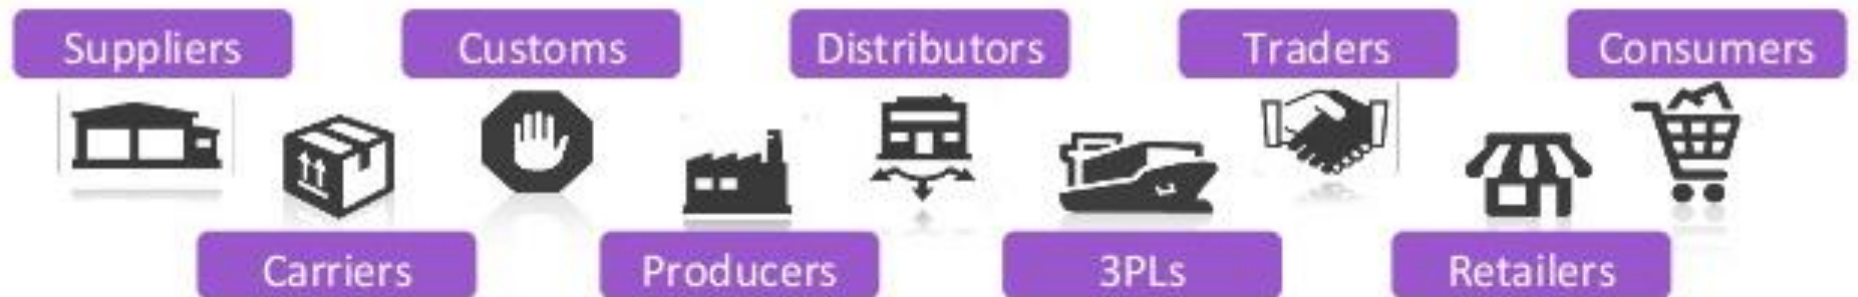 Suppliers
Customs
Distributors
Traders
Consumers
Carriers
Producers
3PLs
Retailers